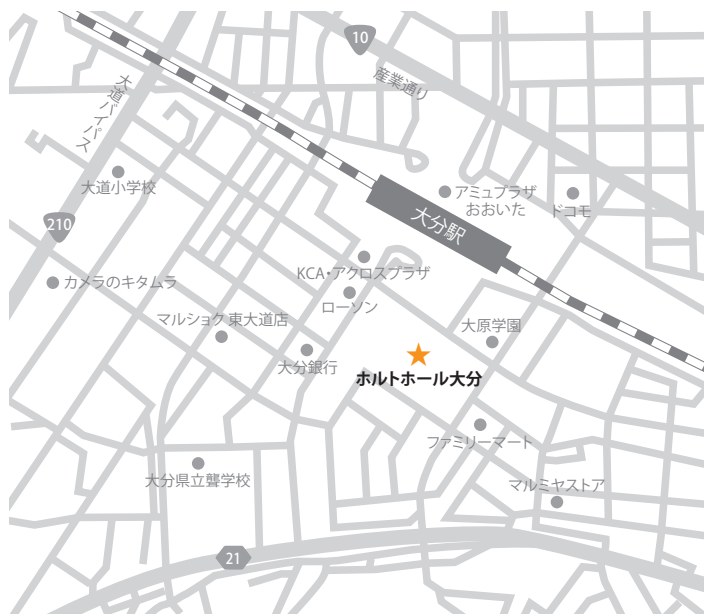 10
産業通り
大道バイパス
大道小学校
アミュプラザ
おおいた
ドコモ
210
大分駅
KCA・アクロスプラザ
カメラのキタムラ
ローソン
マルショク 東大道店
大原学園
大分銀行
ホルトホール大分
ファミリーマート
大分県立聾学校
マルミヤストア
21